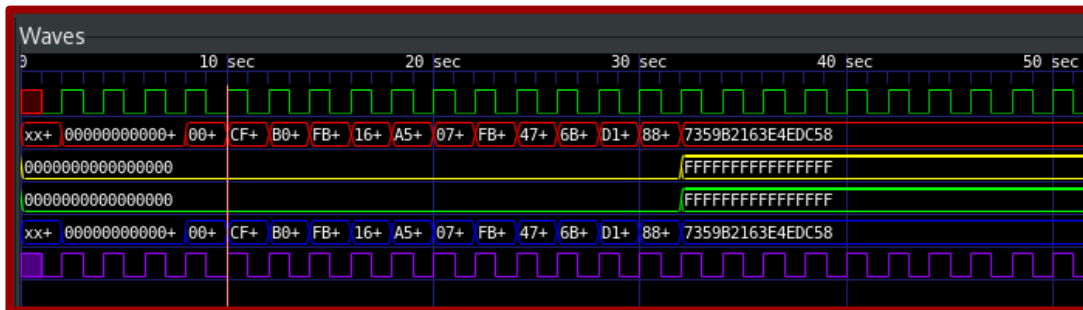 Waves
0 10 sec 20 sec 30 sec 40 sec 50 sec
xx+ 00000000000+ 00+ CF+ B0+ FB+ 16+ A5+ 07+ FB+ 47+ 6B+ D1+ 88+ 7359B2163E4EDC58
0000000000000000 FFFFFFFFFFFFFFFF
0000000000000000 FFFFFFFFFFFFFFFF
xx+ 00000000000+ 00+ CF+ B0+ FB+ 16+ A5+ 07+ FB+ 47+ 6B+ D1+ 88+ 7359B2163E4EDC58